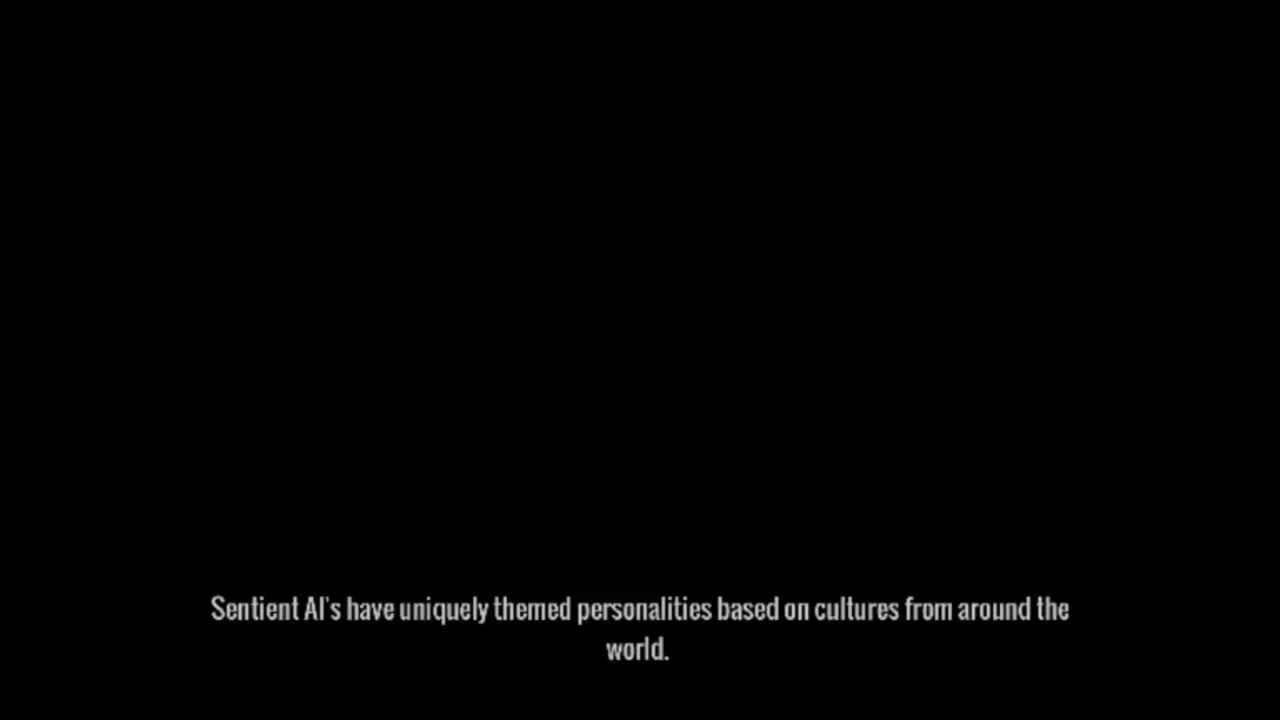 Sentient AI's have uniquely themed personalities based on cultures from around the
world.